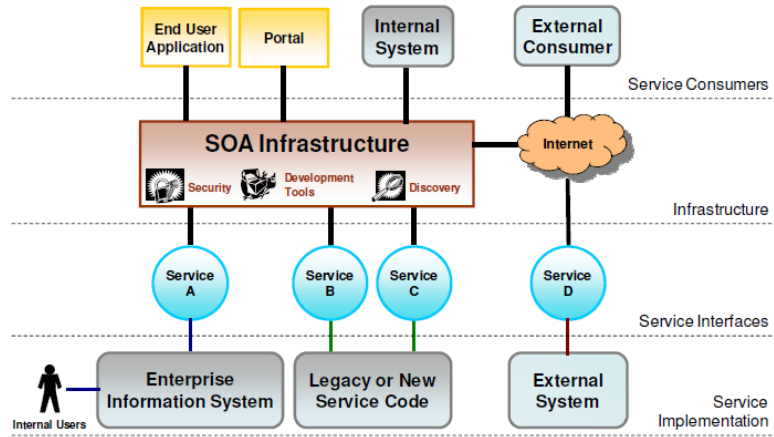 End User
Application
Portal
Internal
System
External
Consumer
Service Consumers
SOA Infrastructure
Security
Development
Tools
Discovery
Internet
Infrastructure
Service
A
Service
B
Service
C
Service
D
Service Interfaces
Internal Users
Enterprise
Information System
Legacy or New
Service Code
External
System
Service
Implementation